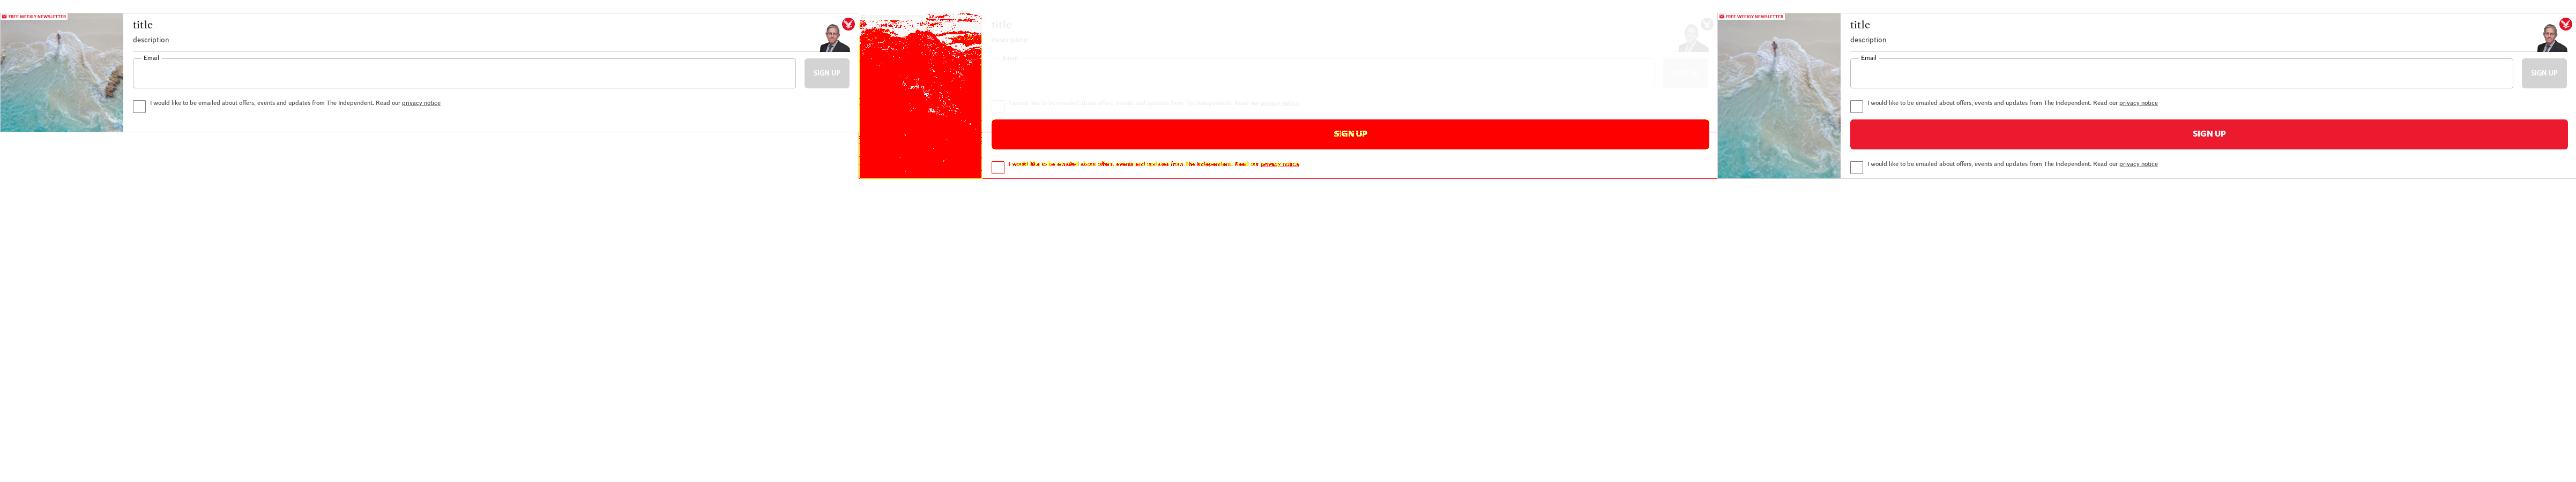 FREE WEEKLY NEWSLETTER
title
description
Email
SIGN UP
I would like to be emailed about offers, events and updates from The Independent. Read our privacy notice
title
description
Email
I would like to be emailed about offers, events and updates from The Independent. Read our privacy notice
SIGN UP
I would like to be emailed about offers, events and updates from The Independent. Read our privacy notice
FREE WEEKLY NEWSLETTER
title
description
Email
SIGN UP
I would like to be emailed about offers, events and updates from The Independent. Read our privacy notice
SIGN UP
I would like to be emailed about offers, events and updates from The Independent. Read our privacy notice